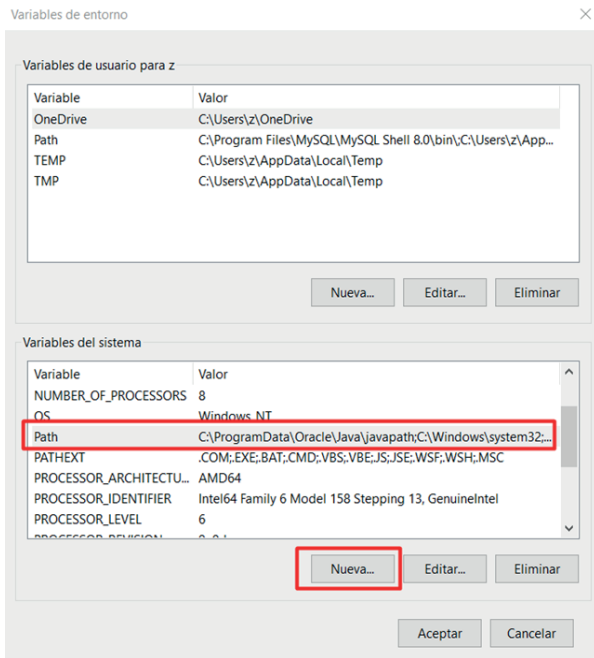 Variables de entorno
Variables de usuario para z
Variable Valor
OneDrive C:\Users\z\OneDrive
Path C:\Program Files\MySQL\MySQL Shell 8.0\bin\;C:\Users\z\App...
TEMP C:\Users\z\AppData\Local\Temp
TMP C:\Users\z\AppData\Local\Temp
Nueva... Editar... Eliminar
Variables del sistema
Variable Valor
NUMBER_OF_PROCESSORS 8
OS Windows_NT
Path C:\ProgramData\Oracle\Java\javapath;C:\Windows\system32;...
PATHEXT .COM;.EXE;.BAT;.CMD;.VBS;.VBE;.JS;.JSE;.WSF;.WSH;.MSC
PROCESSOR_ARCHITECTU... AMD64
PROCESSOR_IDENTIFIER Intel64 Family 6 Model 158 Stepping 13, GenuineIntel
PROCESSOR_LEVEL 6
PROCESSOR_REVISION
Nueva... Editar... Eliminar
Aceptar Cancelar